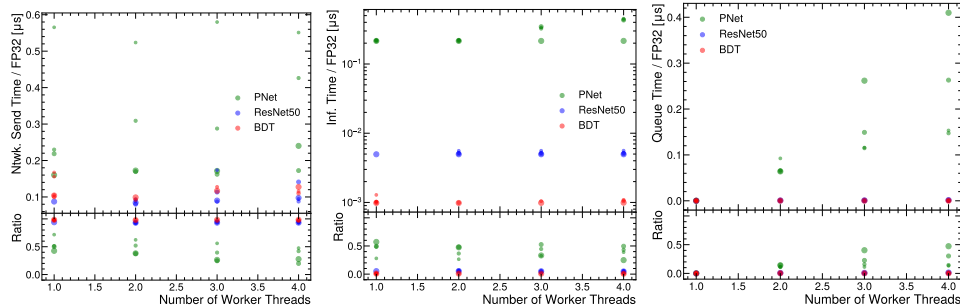 Ntwk. Send Time / FP32 [µs]
0.6
0.5
0.4
0.3
0.2
0.1
PNet
ResNet50
BDT
Ratio
0.5
0.0
1.0 1.5 2.0 2.5 3.0 3.5 4.0
Number of Worker Threads
Inf. Time / FP32 [µs]
10⁻¹
10⁻²
10⁻³
PNet
ResNet50
BDT
Ratio
0.5
0.0
1.0 1.5 2.0 2.5 3.0 3.5 4.0
Number of Worker Threads
Queue Time / FP32 [µs]
0.4
0.3
0.2
0.1
0.0
PNet
ResNet50
BDT
Ratio
0.5
0.0
1.0 1.5 2.0 2.5 3.0 3.5 4.0
Number of Worker Threads